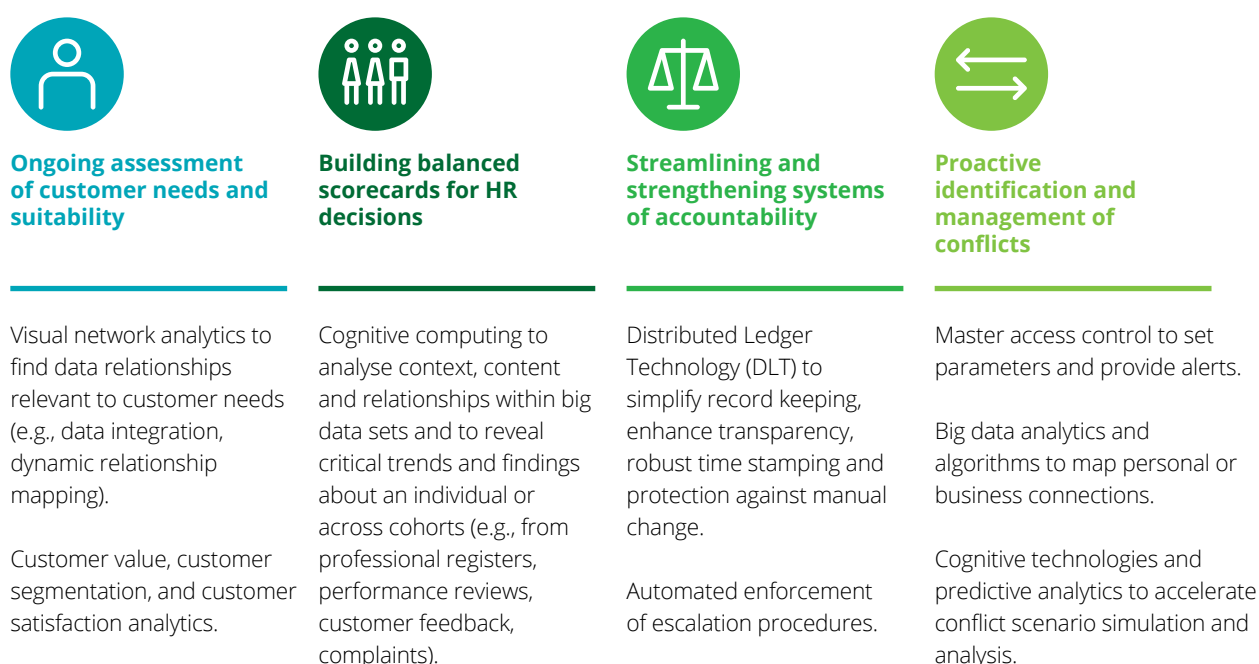 Ongoing assessment
of customer needs and
suitability
Visual network analytics to
find data relationships
relevant to customer needs
(e.g., data integration,
dynamic relationship
mapping).
Customer value, customer
segmentation, and customer
satisfaction analytics.
Building balanced
scorecards for HR
decisions
Cognitive computing to
analyse context, content
and relationships within big
data sets and to reveal
critical trends and findings
about an individual or
across cohorts (e.g., from
professional registers,
performance reviews,
customer feedback,
complaints).
Streamlining and
strengthening systems
of accountability
Distributed Ledger
Technology (DLT) to
simplify record keeping,
enhance transparency,
robust time stamping and
protection against manual
change.
Automated enforcement
of escalation procedures.
Proactive
identification and
management of
conflicts
Master access control to set
parameters and provide alerts.
Big data analytics and
algorithms to map personal or
business connections.
Cognitive technologies and
predictive analytics to accelerate
conflict scenario simulation and
analysis.